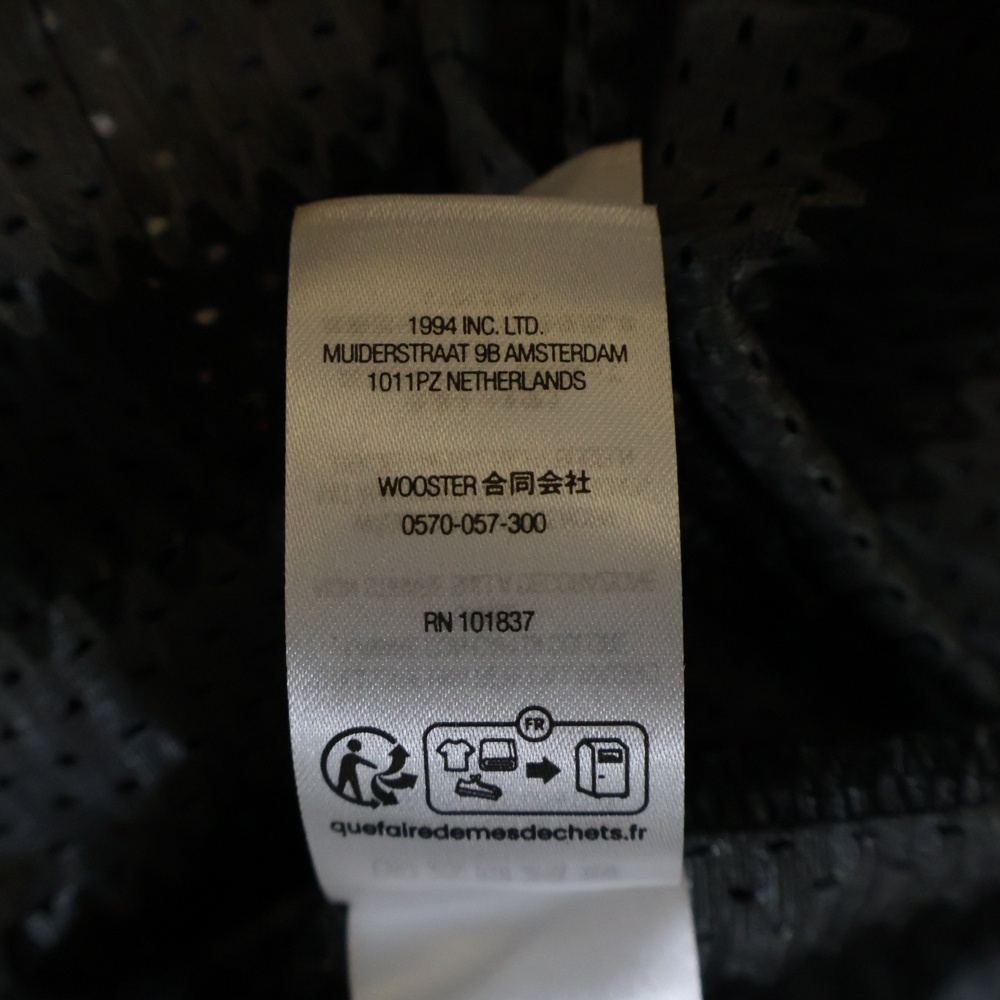 1994 INC. LTD.
MUIDERSTRAAT 9B AMSTERDAM
1011PZ NETHERLANDS
WOOSTER 合同会社
0570-057-300
RN 101837
FR
quefairedemesdechets.fr